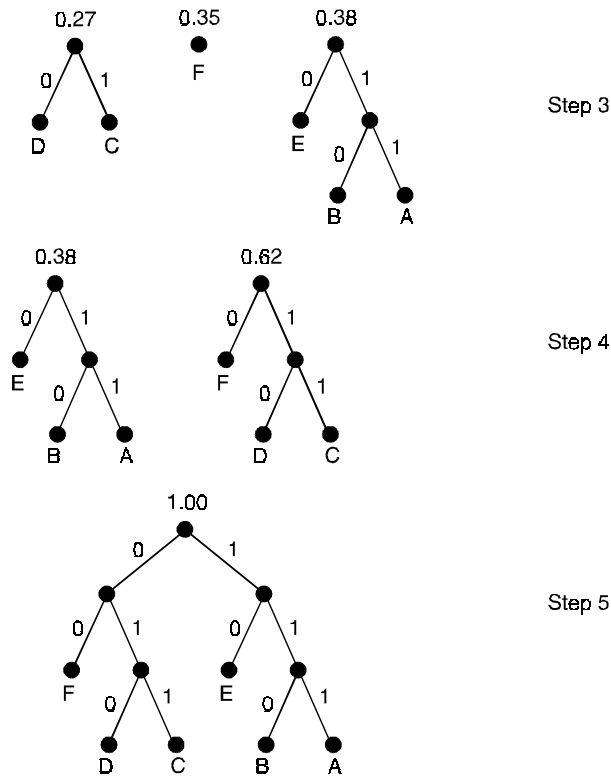 0.27 0.35 0.38
0 1 F 0 1 Step 3
D C E 0 1
B A
0.38 0.62
0 1 0 1 Step 4
E 0 1 F 0 1
B A D C
1.00
0 1
0 1 0 1 Step 5
F 0 1 E 0 1
D C B A